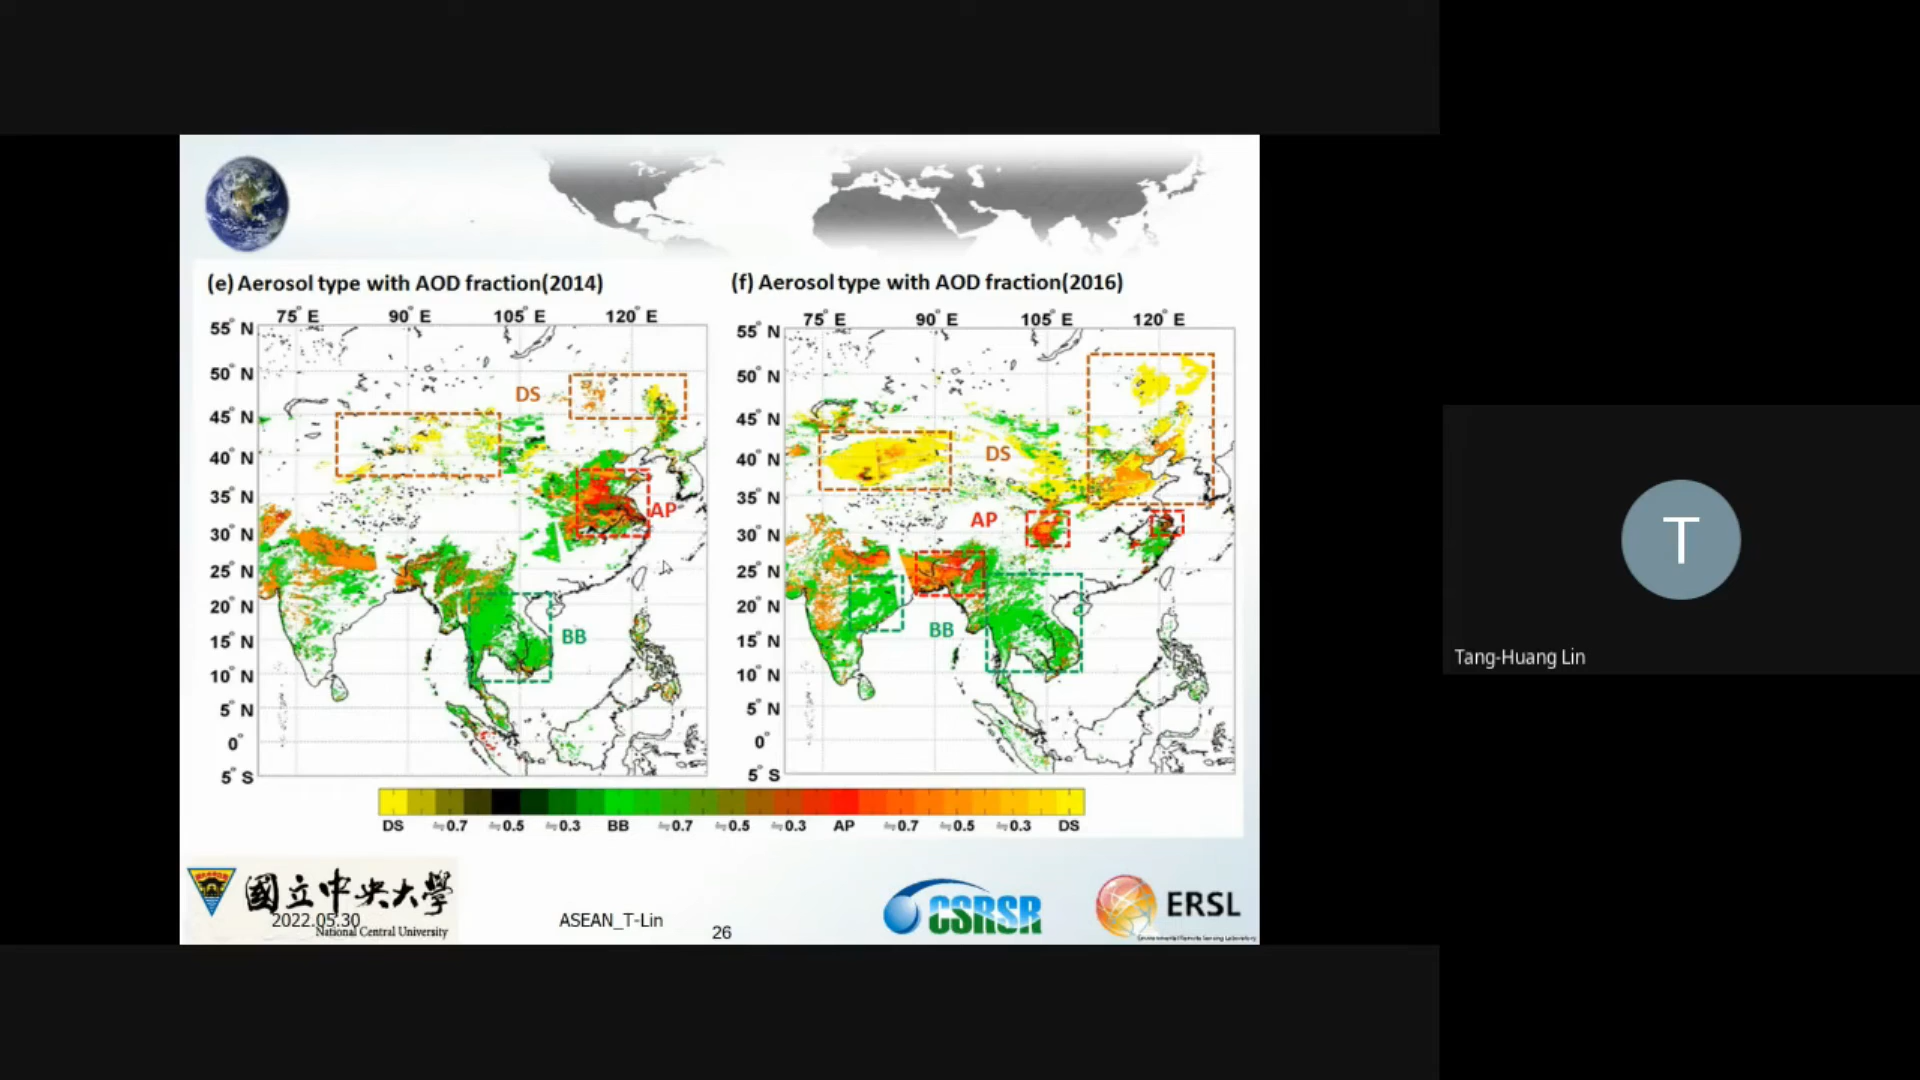 (e) Aerosol type with AOD fraction(2014)
75° E 90° E 105° E 120° E
55° N
50° N
45° N
40° N
35° N
30° N
25° N
20° N
15° N
10° N
5° N
0°
5° S
DS
AP
BB
(f) Aerosol type with AOD fraction(2016)
75° E 90° E 105° E 120° E
55° N
50° N
45° N
40° N
35° N
30° N
25° N
20° N
15° N
10° N
5° N
0°
5° S
DS
AP
BB
DS 0.7 0.5 0.3 BB 0.7 0.5 0.3 AP 0.7 0.5 0.3 DS
國立中央大學
National Central University
2022.05.30
ASEAN_T-Lin
26
CSRSR
ERSL
Environmental Remote Sensing Laboratory
T
Tang-Huang Lin